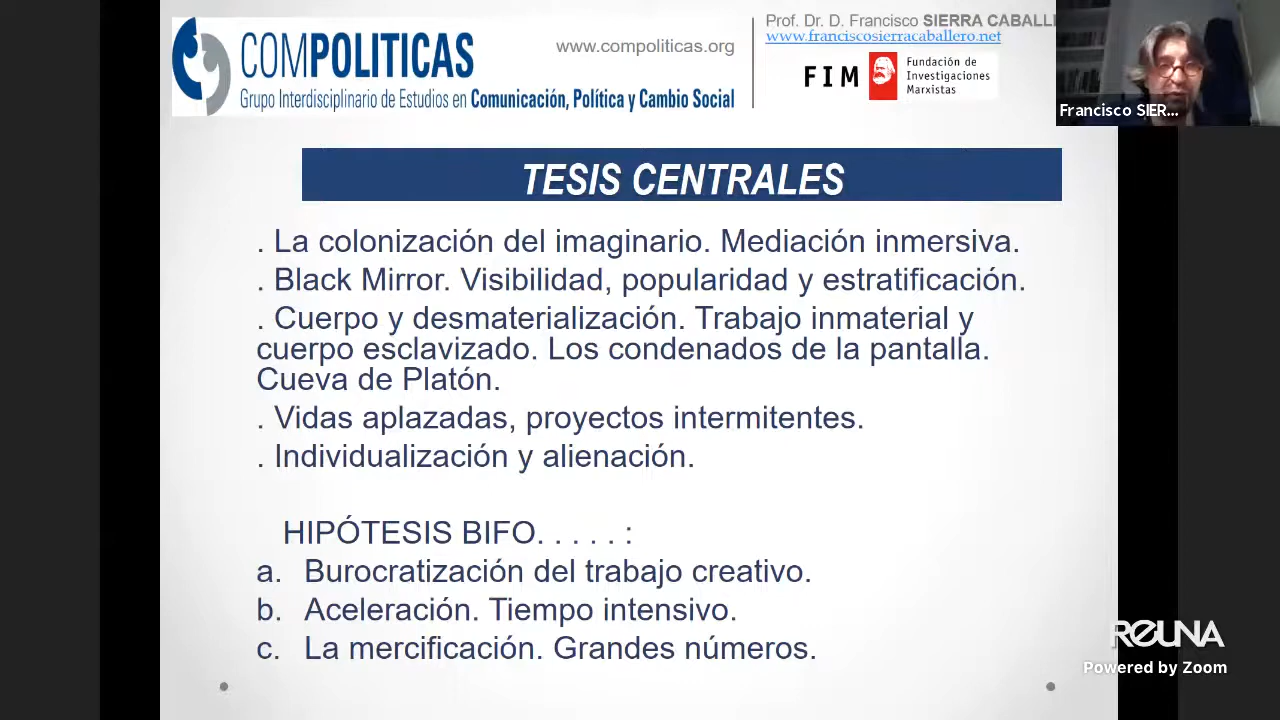 COMPOLITICAS
Grupo Interdisciplinario de Estudios en Comunicación, Política y Cambio Social
www.compoliticas.org
Prof. Dr. D. Francisco SIERRA CABALLE
www.franciscosierracaballero.net
FIM
Fundación de
Investigaciones
Marxistas
Francisco SIER...
TESIS CENTRALES
. La colonización del imaginario. Mediación inmersiva.
. Black Mirror. Visibilidad, popularidad y estratificación.
. Cuerpo y desmaterialización. Trabajo inmaterial y
cuerpo esclavizado. Los condenados de la pantalla.
Cueva de Platón.
. Vidas aplazadas, proyectos intermitentes.
. Individualización y alienación.
HIPÓTESIS BIFO. . . . . :
a. Burocratización del trabajo creativo.
b. Aceleración. Tiempo intensivo.
c. La mercificación. Grandes números.
REUNA
Powered by Zoom